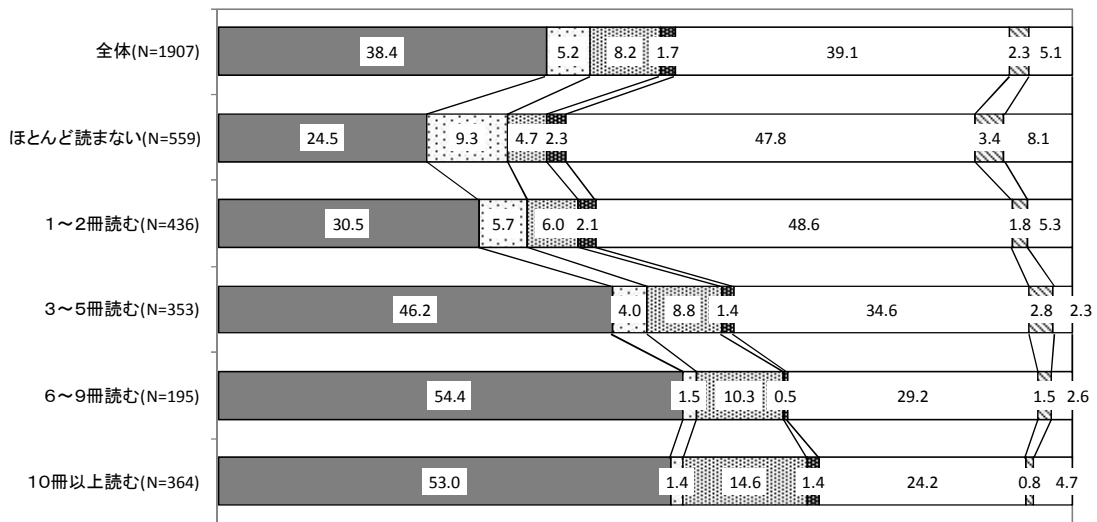 全体(N=1907) 38.4 5.2 8.2 1.7 39.1 2.3 5.1
ほとんど読まない(N=559) 24.5 9.3 4.7 2.3 47.8 3.4 8.1
１～２冊読む(N=436) 30.5 5.7 6.0 2.1 48.6 1.8 5.3
３～５冊読む(N=353) 46.2 4.0 8.8 1.4 34.6 2.8 2.3
６～９冊読む(N=195) 54.4 1.5 10.3 0.5 29.2 1.5 2.6
１０冊以上読む(N=364) 53.0 1.4 14.6 1.4 24.2 0.8 4.7